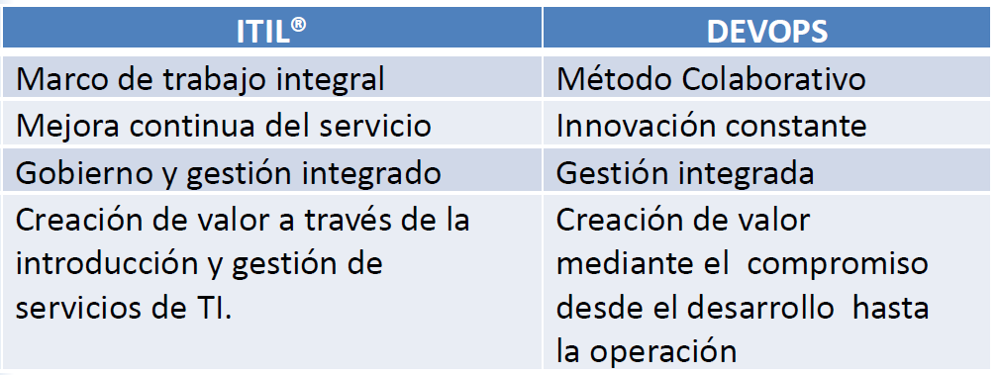 ITIL® DEVOPS
Marco de trabajo integral Método Colaborativo
Mejora continua del servicio Innovación constante
Gobierno y gestión integrado Gestión integrada
Creación de valor a través de la
introducción y gestión de
servicios de TI.
Creación de valor
mediante el compromiso
desde el desarrollo hasta
la operación